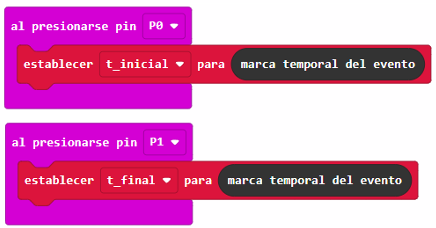 al presionarse pin P0
establecer t_inicial para marca temporal del evento
al presionarse pin P1
establecer t_final para marca temporal del evento